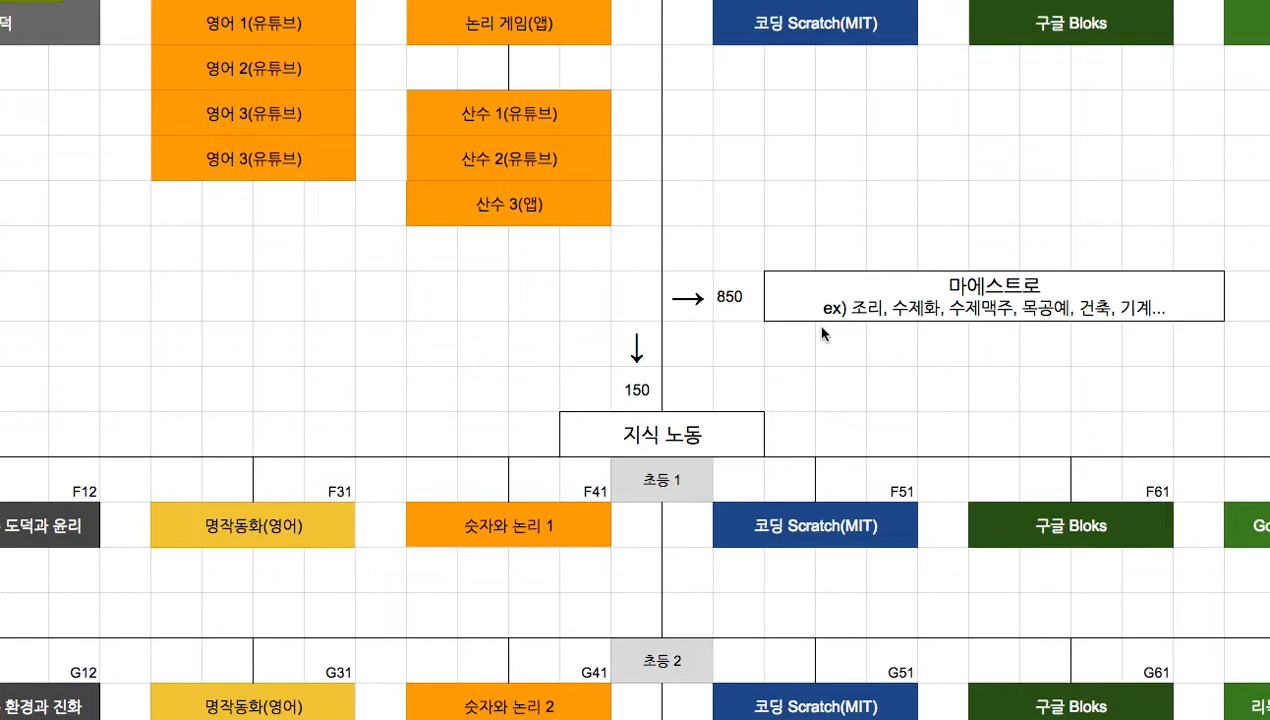 덕
영어 1(유튜브)
논리 게임(앱)
코딩 Scratch(MIT)
구글 Bloks
영어 2(유튜브)
영어 3(유튜브)
산수 1(유튜브)
영어 3(유튜브)
산수 2(유튜브)
산수 3(앱)
→ 850
마에스트로
ex) 조리, 수제화, 수제맥주, 목공예, 건축, 기계...
↓
150
지식 노동
초등 1
F12
F31
F41
F51
F61
도덕과 윤리
명작동화(영어)
숫자와 논리 1
코딩 Scratch(MIT)
구글 Bloks
Go
초등 2
G12
G31
G41
G51
G61
환경과 진화
명작동화(영어)
숫자와 논리 2
코딩 Scratch(MIT)
구글 Bloks